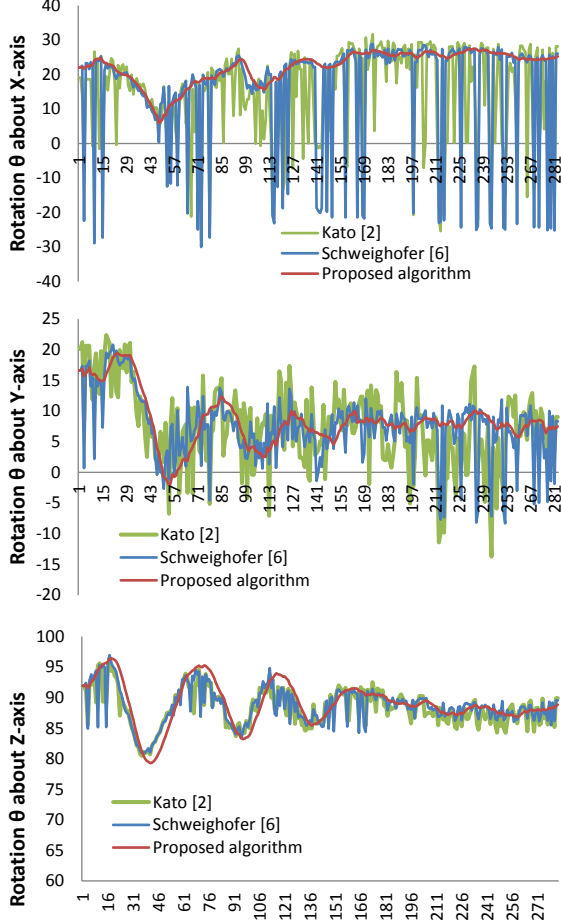 Rotation θ about X-axis
40
30
20
10
0
-10
-20
-30
-40
1 15 29 43 57 71 85 99 113 127 141 155 169 183 197 211 225 239 253 267 281
Kato [2]
Schweighofer [6]
Proposed algorithm
Rotation θ about Y-axis
25
20
15
10
5
0
-5
-10
-15
-20
1 15 29 43 57 71 85 99 113 127 141 155 169 183 197 211 225 239 253 267 281
Kato [2]
Schweighofer [6]
Proposed algorithm
Rotation θ about Z-axis
100
95
90
85
80
75
70
65
60
1 16 31 46 61 76 91 106 121 136 151 166 181 196 211 226 241 256 271
Kato [2]
Schweighofer [6]
Proposed algorithm